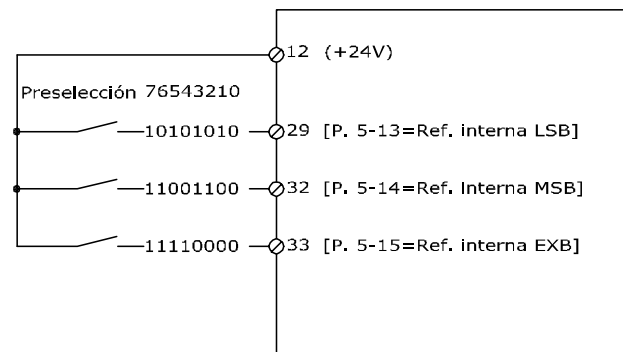 12 (+24V)
Preselección 76543210
10101010 29 [P. 5-13=Ref. interna LSB]
11001100 32 [P. 5-14=Ref. Interna MSB]
11110000 33 [P. 5-15=Ref. interna EXB]